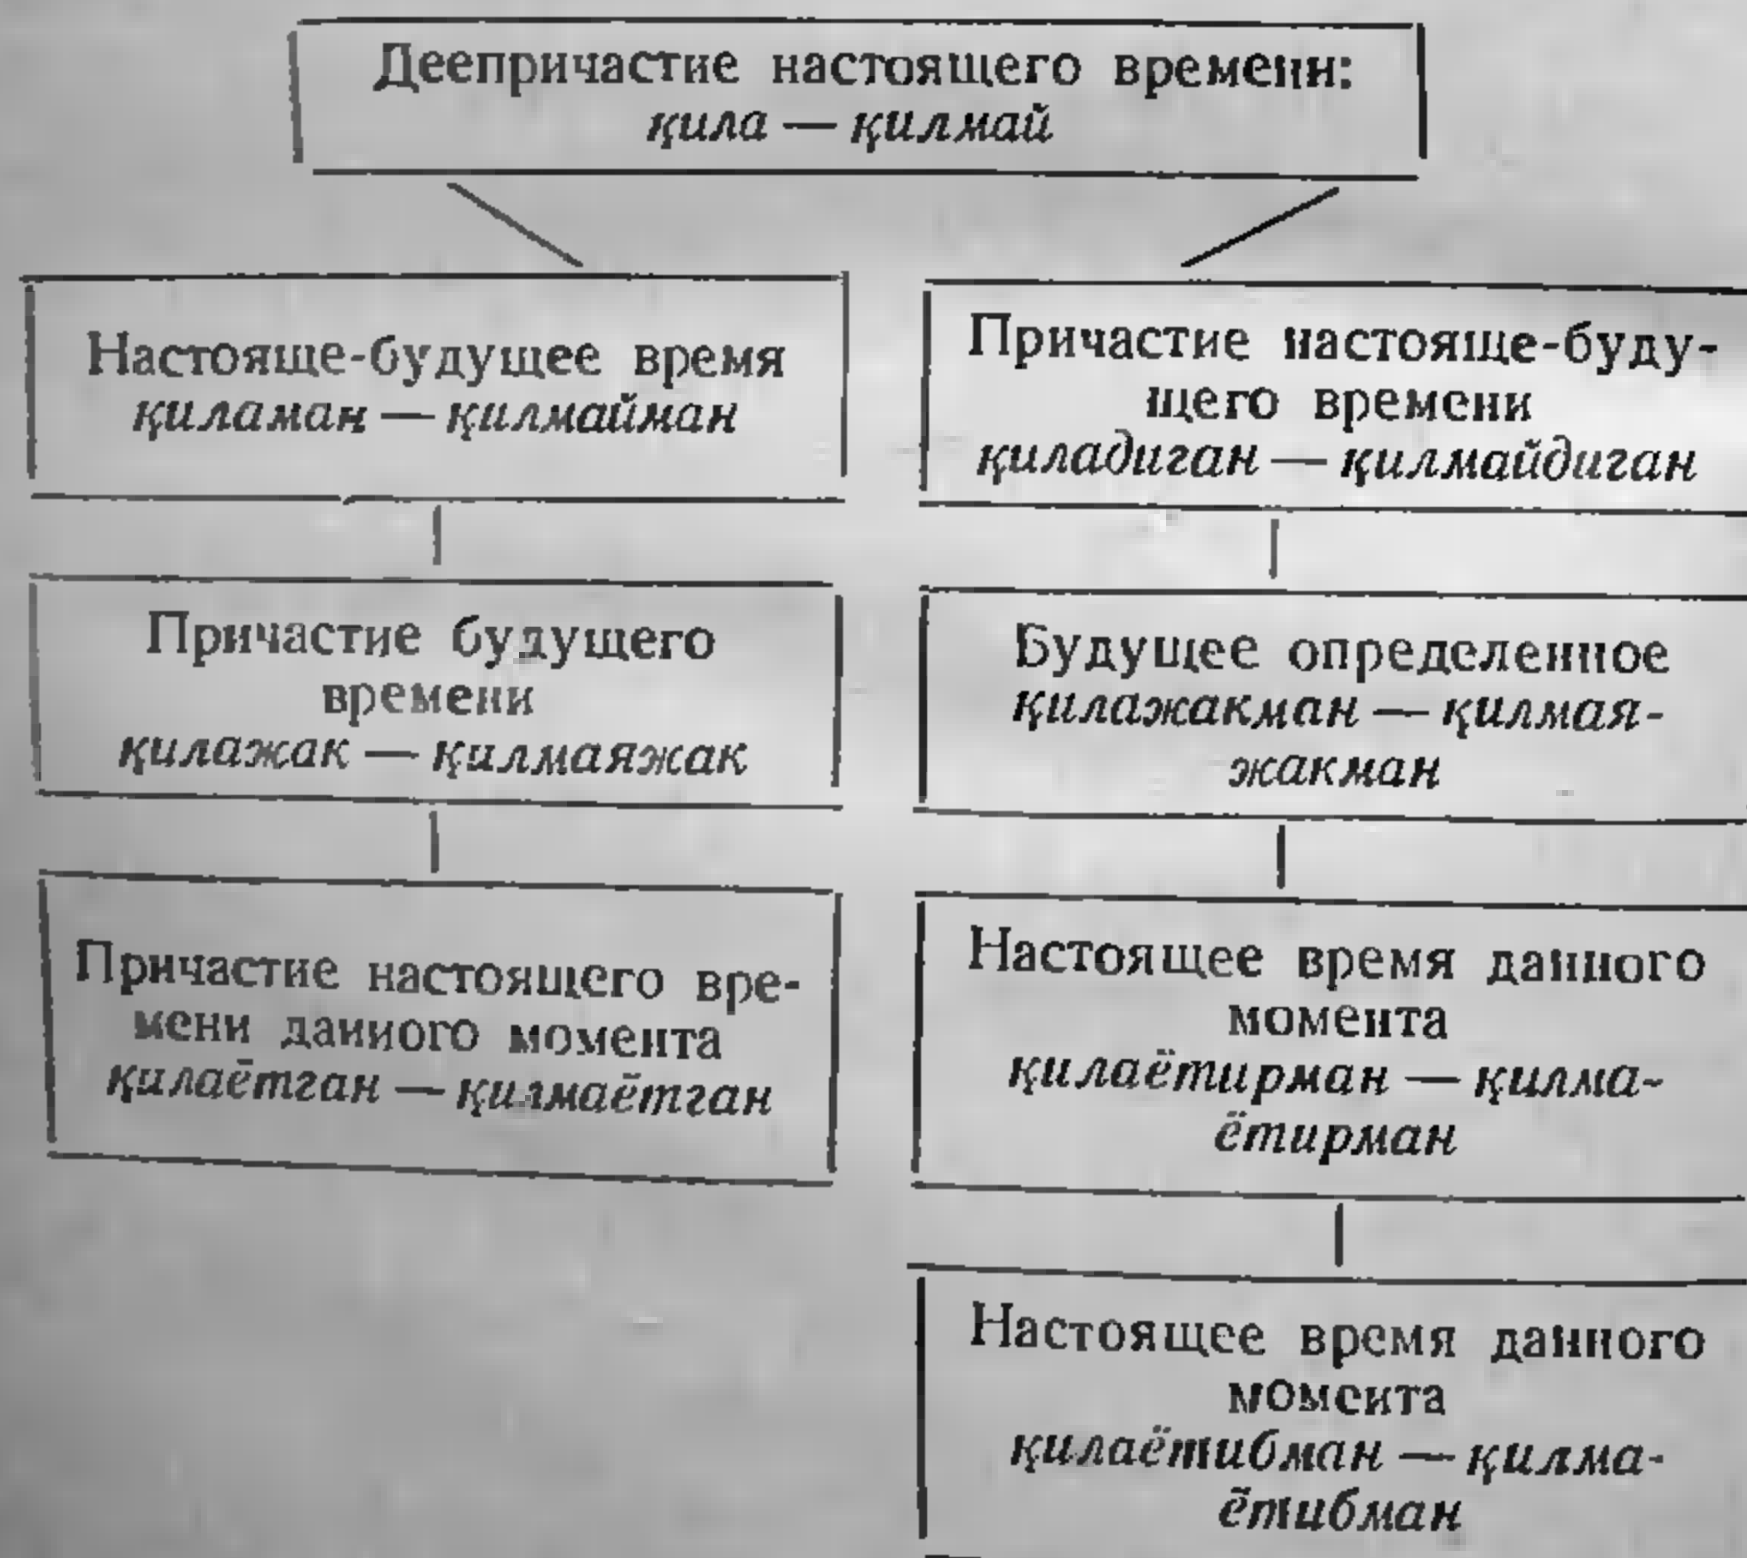 Деепричастие настоящего времени:
қила — қилмай
Настояще-будущее время
қиламан — қилмайман
Причастие настояще-буду-
щего времени
қиладиган — қилмайдиган
Причастие будущего
времени
қилажак — қилмаяжак
Будущее определенное
қилажакман — қилмая-
жакман
Причастие настоящего вре-
мени данного момента
қилаётган — қилмаётган
Настоящее время данного
момента
қилаётирман — қилма-
ётирман
Настоящее время данного
момента
қилаётибман — қилма-
ётибман